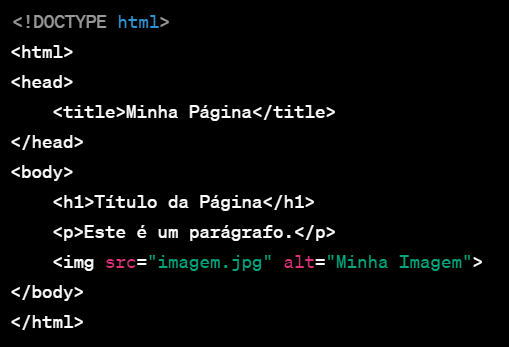 <!DOCTYPE html>
<html>
<head>
    <title>Minha Página</title>
</head>
<body>
    <h1>Título da Página</h1>
    <p>Este é um parágrafo.</p>
    <img src="imagem.jpg" alt="Minha Imagem">
</body>
</html>